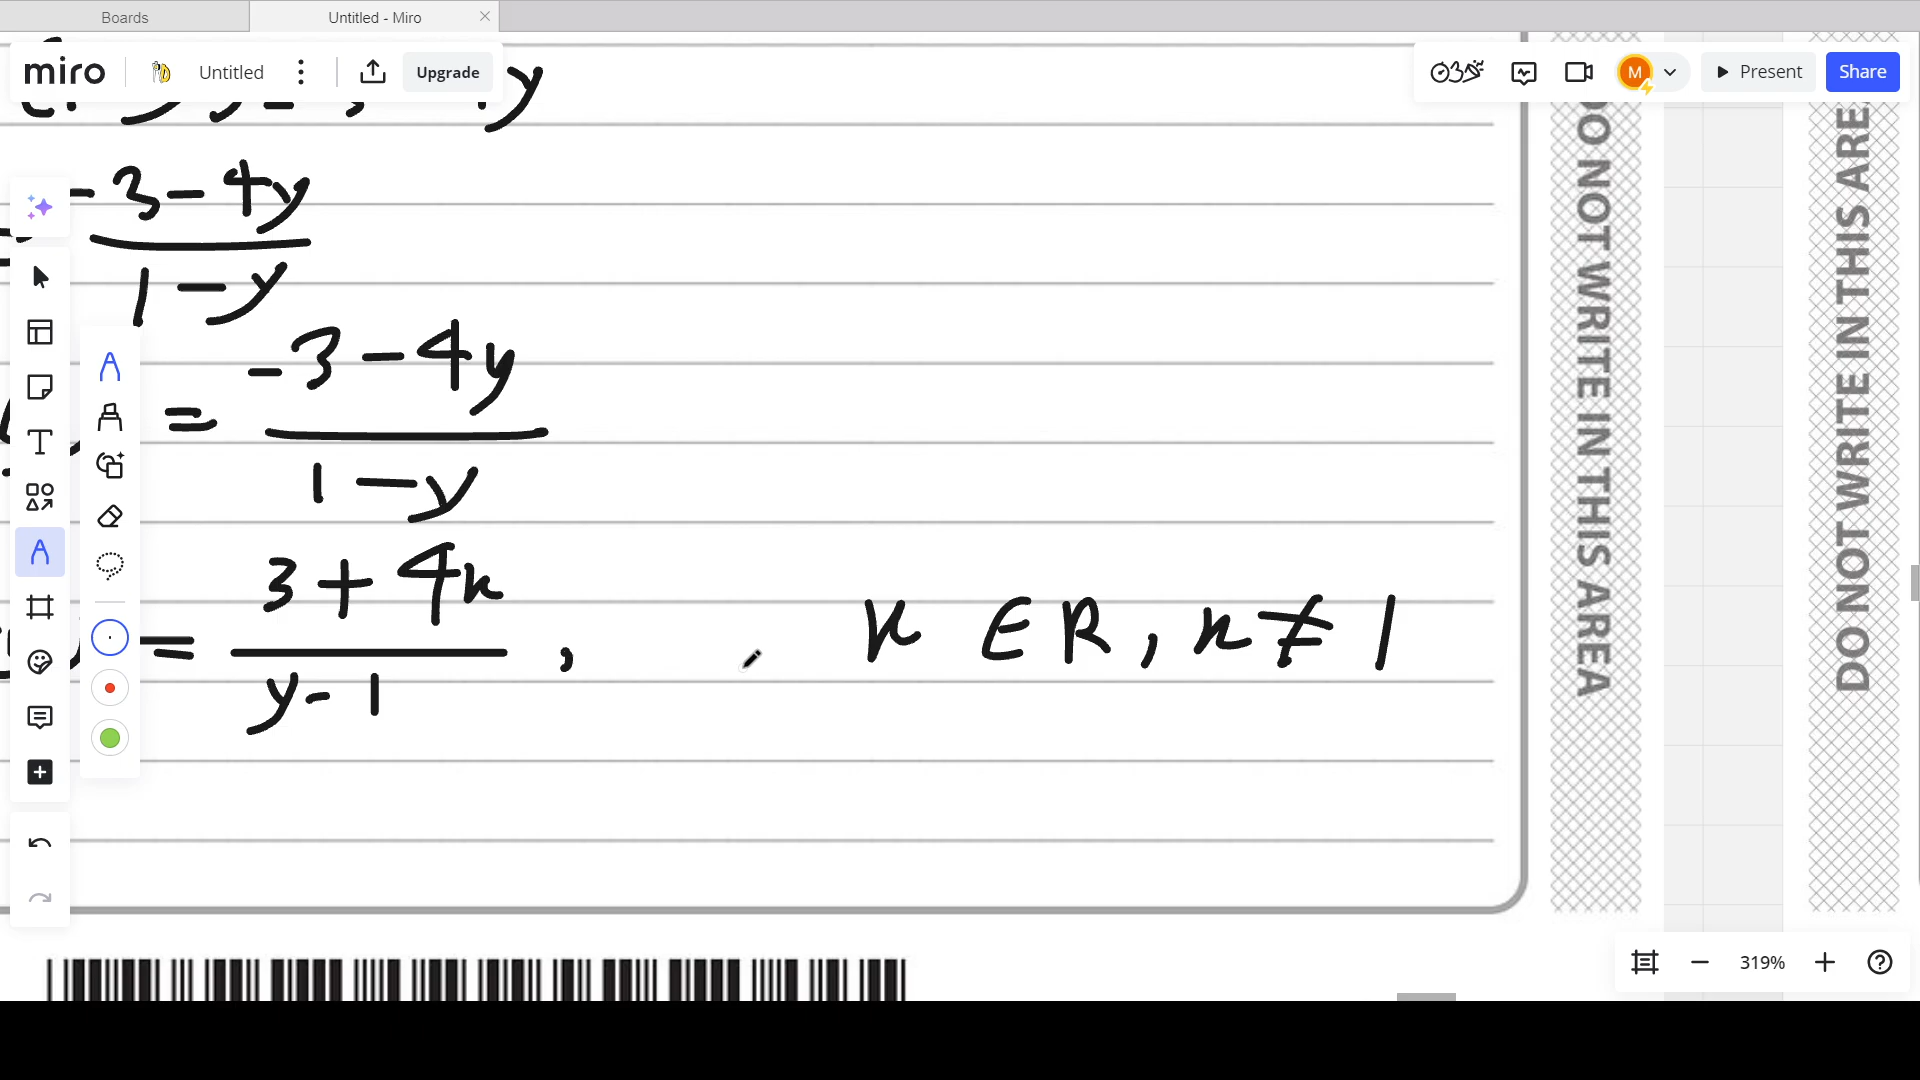 Boards
Untitled - Miro
miro
Untitled
Upgrade
M
Present
Share
- 3 - 4y
1 - y
= - 3 - 4y
1 - y
= 3 + 4x
y - 1
, x ∈ R, x ≠ 1
DO NOT WRITE IN THIS AREA
DO NOT WRITE IN THIS AREA
319%